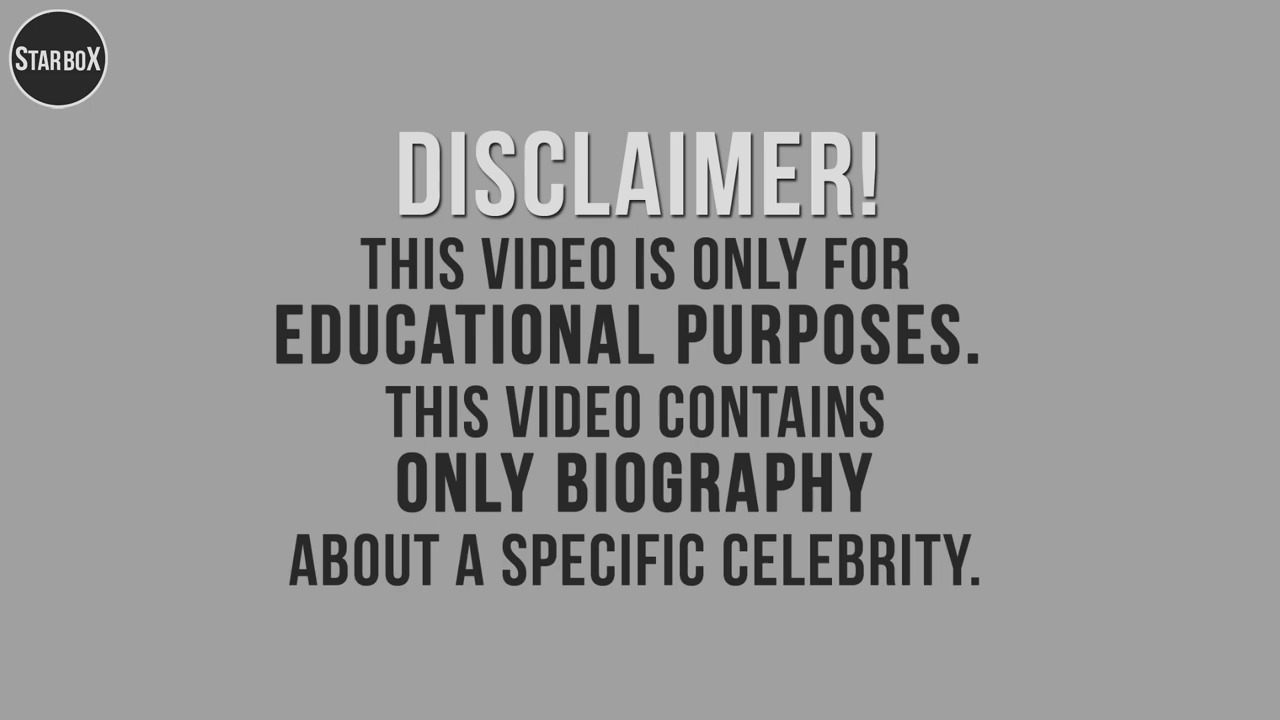 STARBOX
DISCLAIMER!
THIS VIDEO IS ONLY FOR
EDUCATIONAL PURPOSES.
THIS VIDEO CONTAINS
ONLY BIOGRAPHY
ABOUT A SPECIFIC CELEBRITY.